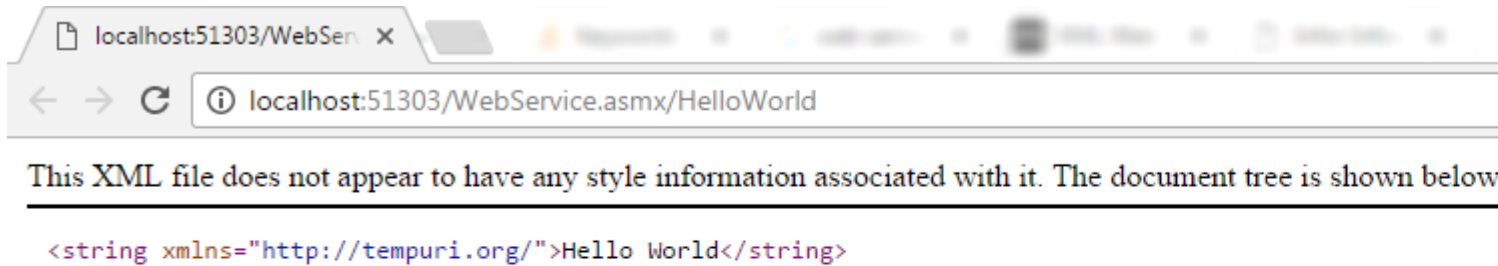 localhost:51303/WebSer
localhost:51303/WebService.asmx/HelloWorld
This XML file does not appear to have any style information associated with it. The document tree is shown below
<string xmlns="http://tempuri.org/">Hello World</string>